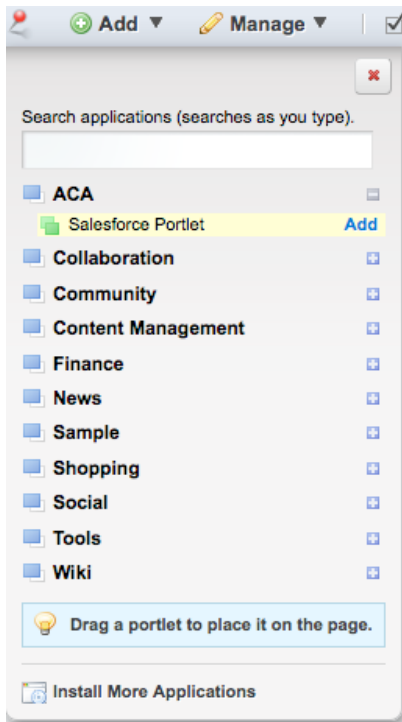 Add Manage
Search applications (searches as you type).
ACA
Salesforce Portlet Add
Collaboration
Community
Content Management
Finance
News
Sample
Shopping
Social
Tools
Wiki
Drag a portlet to place it on the page.
Install More Applications